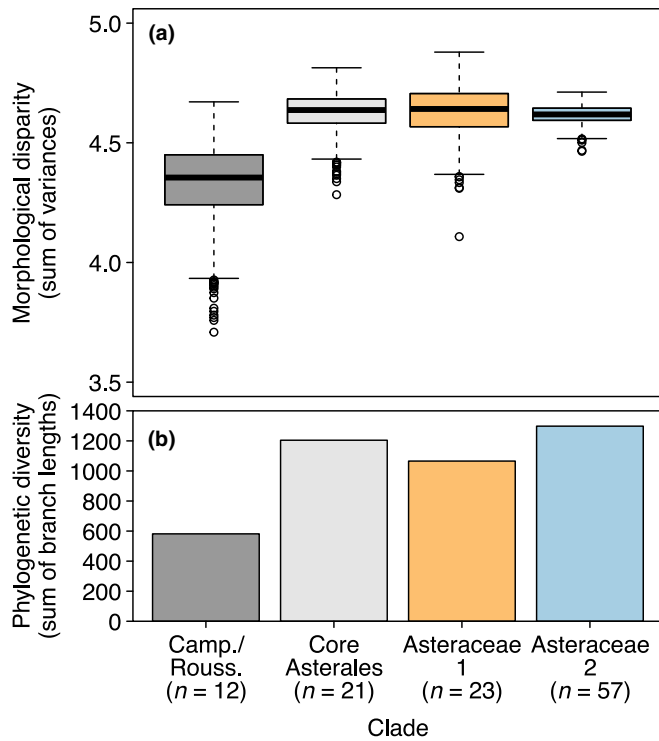 (a)
Morphological disparity
(sum of variances)
5.0
4.5
4.0
3.5
(b)
Phylogenetic diversity
(sum of branch lengths)
1400
1200
1000
800
600
400
200
0
Camp./
Rouss.
(n = 12)
Core
Asterales
(n = 21)
Asteraceae
1
(n = 23)
Asteraceae
2
(n = 57)
Clade